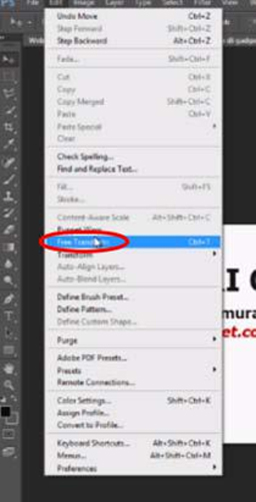 File Edit Image Layer Type Select Filter View
Undo Move Ctrl+Z
Step Forward Shift+Ctrl+Z
Step Backward Alt+Ctrl+Z
Fade... Shift+Ctrl+F
Cut Ctrl+X
Copy Ctrl+C
Copy Merged Shift+Ctrl+C
Paste Ctrl+V
Paste Special
Clear
Check Spelling...
Find and Replace Text...
Fill... Shift+F5
Stroke...
Content-Aware Scale Alt+Shift+Ctrl+C
Puppet Warp
Free Transform Ctrl+T
Transform
Auto-Align Layers...
Auto-Blend Layers...
Define Brush Preset...
Define Pattern...
Define Custom Shape...
Purge
Adobe PDF Presets...
Presets
Remote Connections...
Color Settings... Shift+Ctrl+K
Assign Profile...
Convert to Profile...
Keyboard Shortcuts... Alt+Shift+Ctrl+K
Menus... Alt+Shift+Ctrl+M
Preferences
I C
mura
et.co